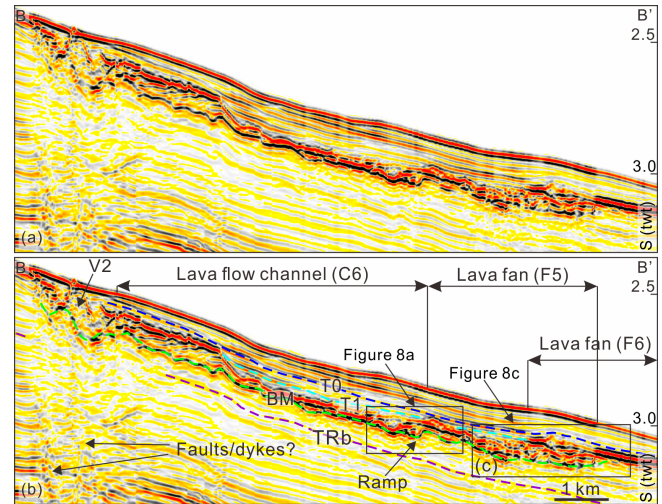 B
B'
2.5
3.0
S (twt)
(a)
B
B'
V2
Lava flow channel (C6)
Lava fan (F5)
2.5
Lava fan (F6)
Figure 8a
Figure 8c
T0
T1
BM
TRb
3.0
Faults/dykes?
Ramp
(c)
(b)
1 km
S (twt)